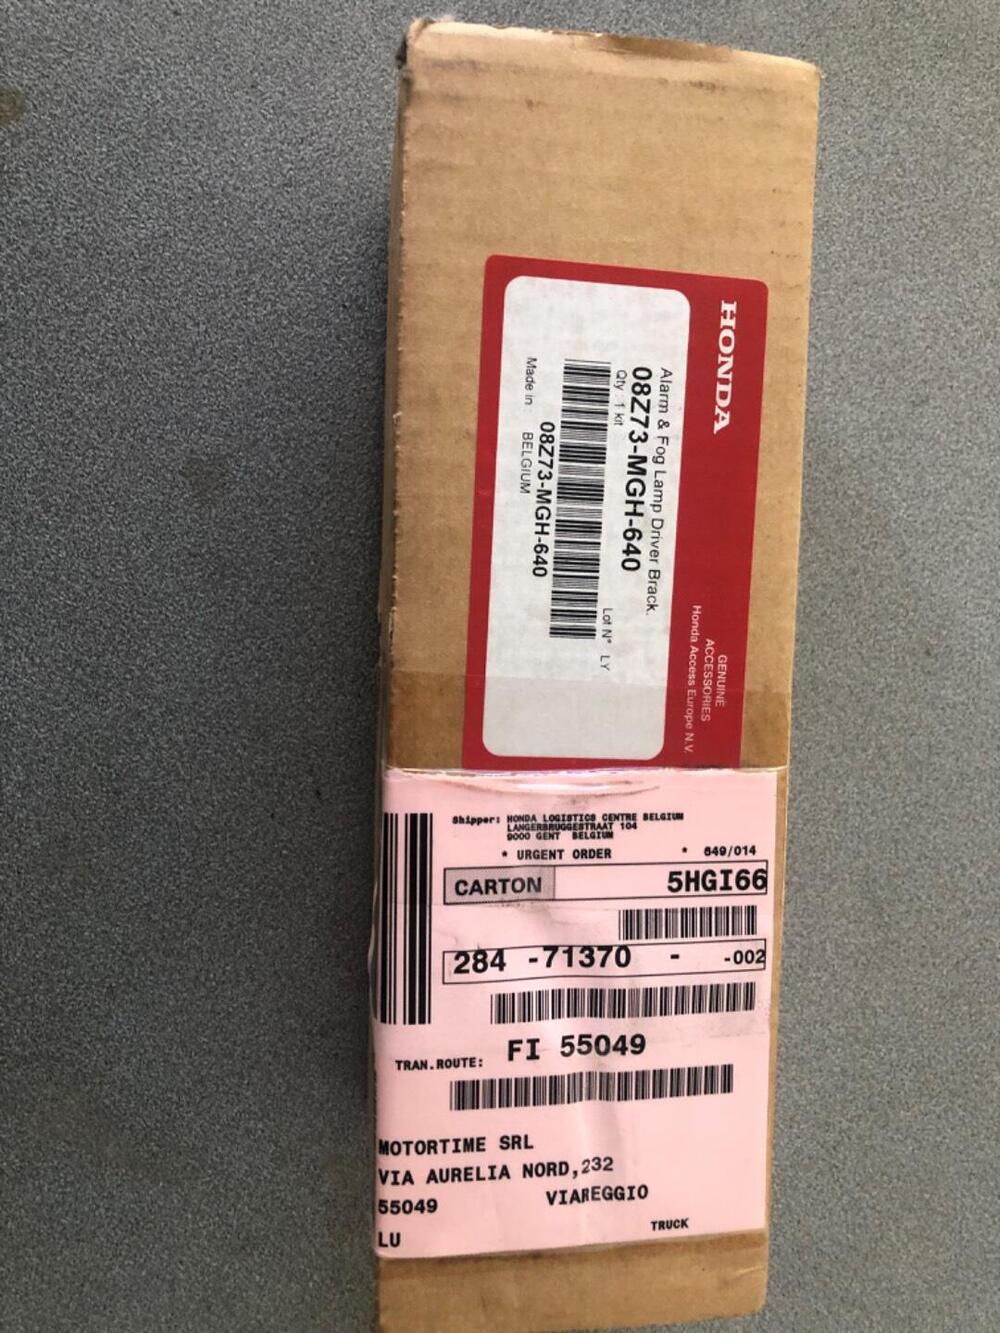 HONDA
GENUINE
ACCESSORIES
Honda Access Europe N.V.
Alarm & Fog Lamp Driver Brack.
08Z73-MGH-640
Qty : 1 kit
Lot N° LY
08Z73-MGH-640
Made in : BELGIUM
Shipper: HONDA LOGISTICS CENTRE BELGIUM
LANGERBRUGGESTRAAT 104
9000 GENT BELGIUM
* URGENT ORDER * 649/014
CARTON 5HGI66
284 -71370 - -002
TRAN.ROUTE: FI 55049
MOTORTIME SRL
VIA AURELIA NORD,232
55049 VIAREGGIO
LU TRUCK